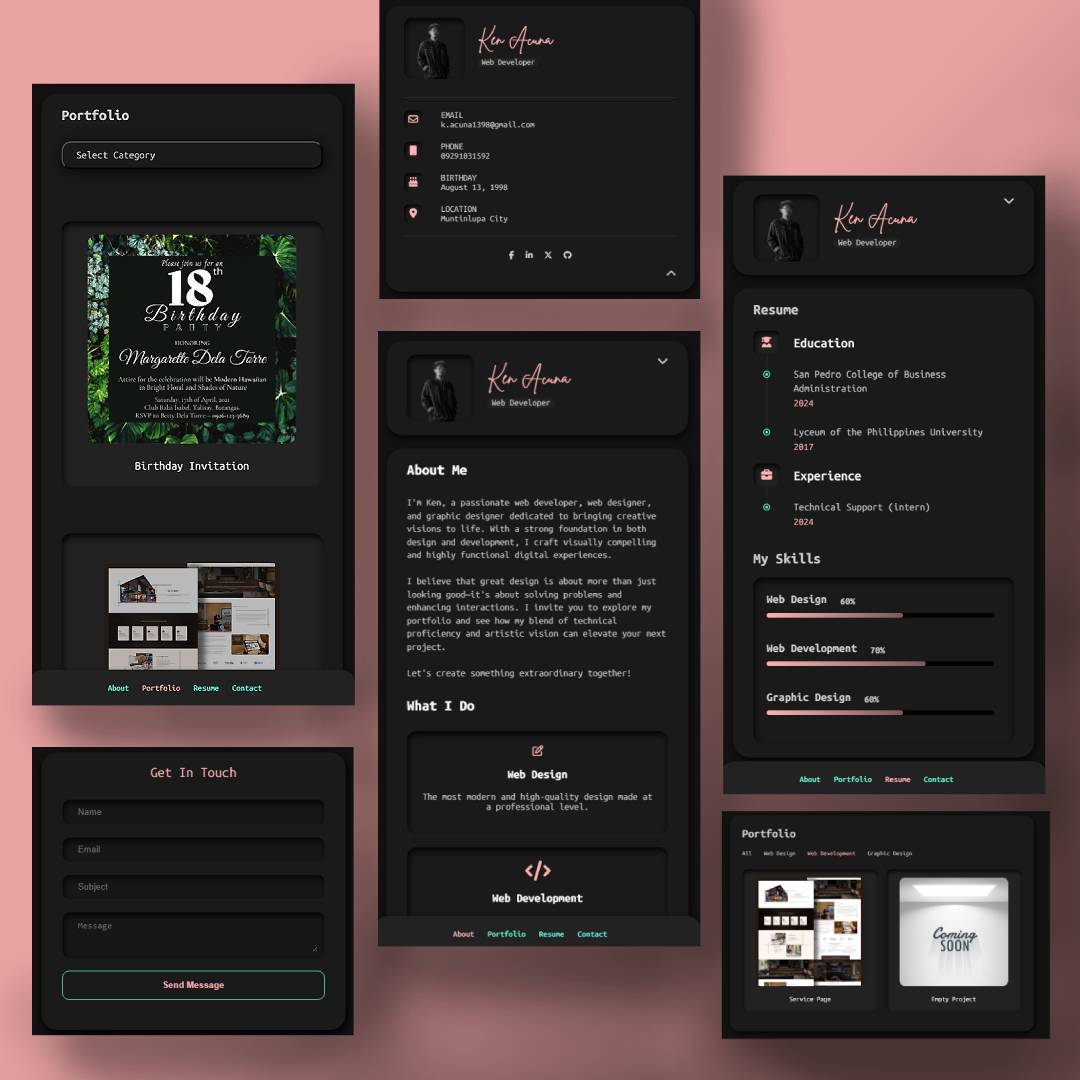 Portfolio
Select Category
Please join us for an
18th
Birthday
PARTY
HONORING
Margarette Dela Torre
Attire for the celebration will be Modern Hawaiian
in Bright Floral and Shades of Nature
Saturday, 17th of April, 2021
Club Balai Isabel, Talisay, Batangas.
RSVP to Betty Dela Torre – 0906-123-5689
Birthday Invitation
About Portfolio Resume Contact
Get In Touch
Name
Email
Subject
Message
Send Message
Ken Acuna
Web Developer
EMAIL
k.acuna1398@gmail.com
PHONE
09291031592
BIRTHDAY
August 13, 1998
LOCATION
Muntinlupa City
Ken Acuna
Web Developer
About Me
I'm Ken, a passionate web developer, web designer,
and graphic designer dedicated to bringing creative
visions to life. With a strong foundation in both
design and development, I craft visually compelling
and highly functional digital experiences.
I believe that great design is about more than just
looking good—it's about solving problems and
enhancing interactions. I invite you to explore my
portfolio and see how my blend of technical
proficiency and artistic vision can elevate your next
project.
Let's create something extraordinary together!
What I Do
Web Design
The most modern and high-quality design made at
a professional level.
</>
Web Development
About Portfolio Resume Contact
Ken Acuna
Web Developer
Resume
Education
San Pedro College of Business
Administration
2024
Lyceum of the Philippines University
2017
Experience
Technical Support (intern)
2024
My Skills
Web Design 60%
Web Development 70%
Graphic Design 60%
About Portfolio Resume Contact
Portfolio
All Web Design Web Development Graphic Design
Coming
SOON
Service Page
Empty Project